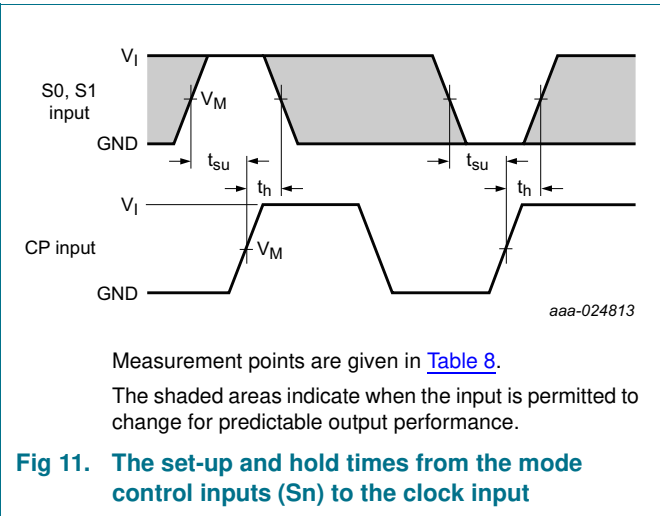 VI
S0, S1
input
VM
GND
tsu
tsu
th
th
VI
CP input
VM
GND
aaa-024813
Measurement points are given in Table 8.
The shaded areas indicate when the input is permitted to
change for predictable output performance.
Fig 11. The set-up and hold times from the mode
control inputs (Sn) to the clock input